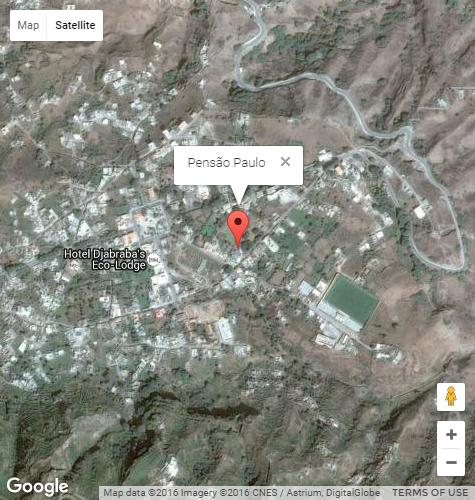 Map Satellite
Pensão Paulo ×
Hotel Djabraba's
Eco-Lodge
+
−
Google Map data ©2016 Imagery ©2016 CNES / Astrium, DigitalGlobe TERMS OF USE